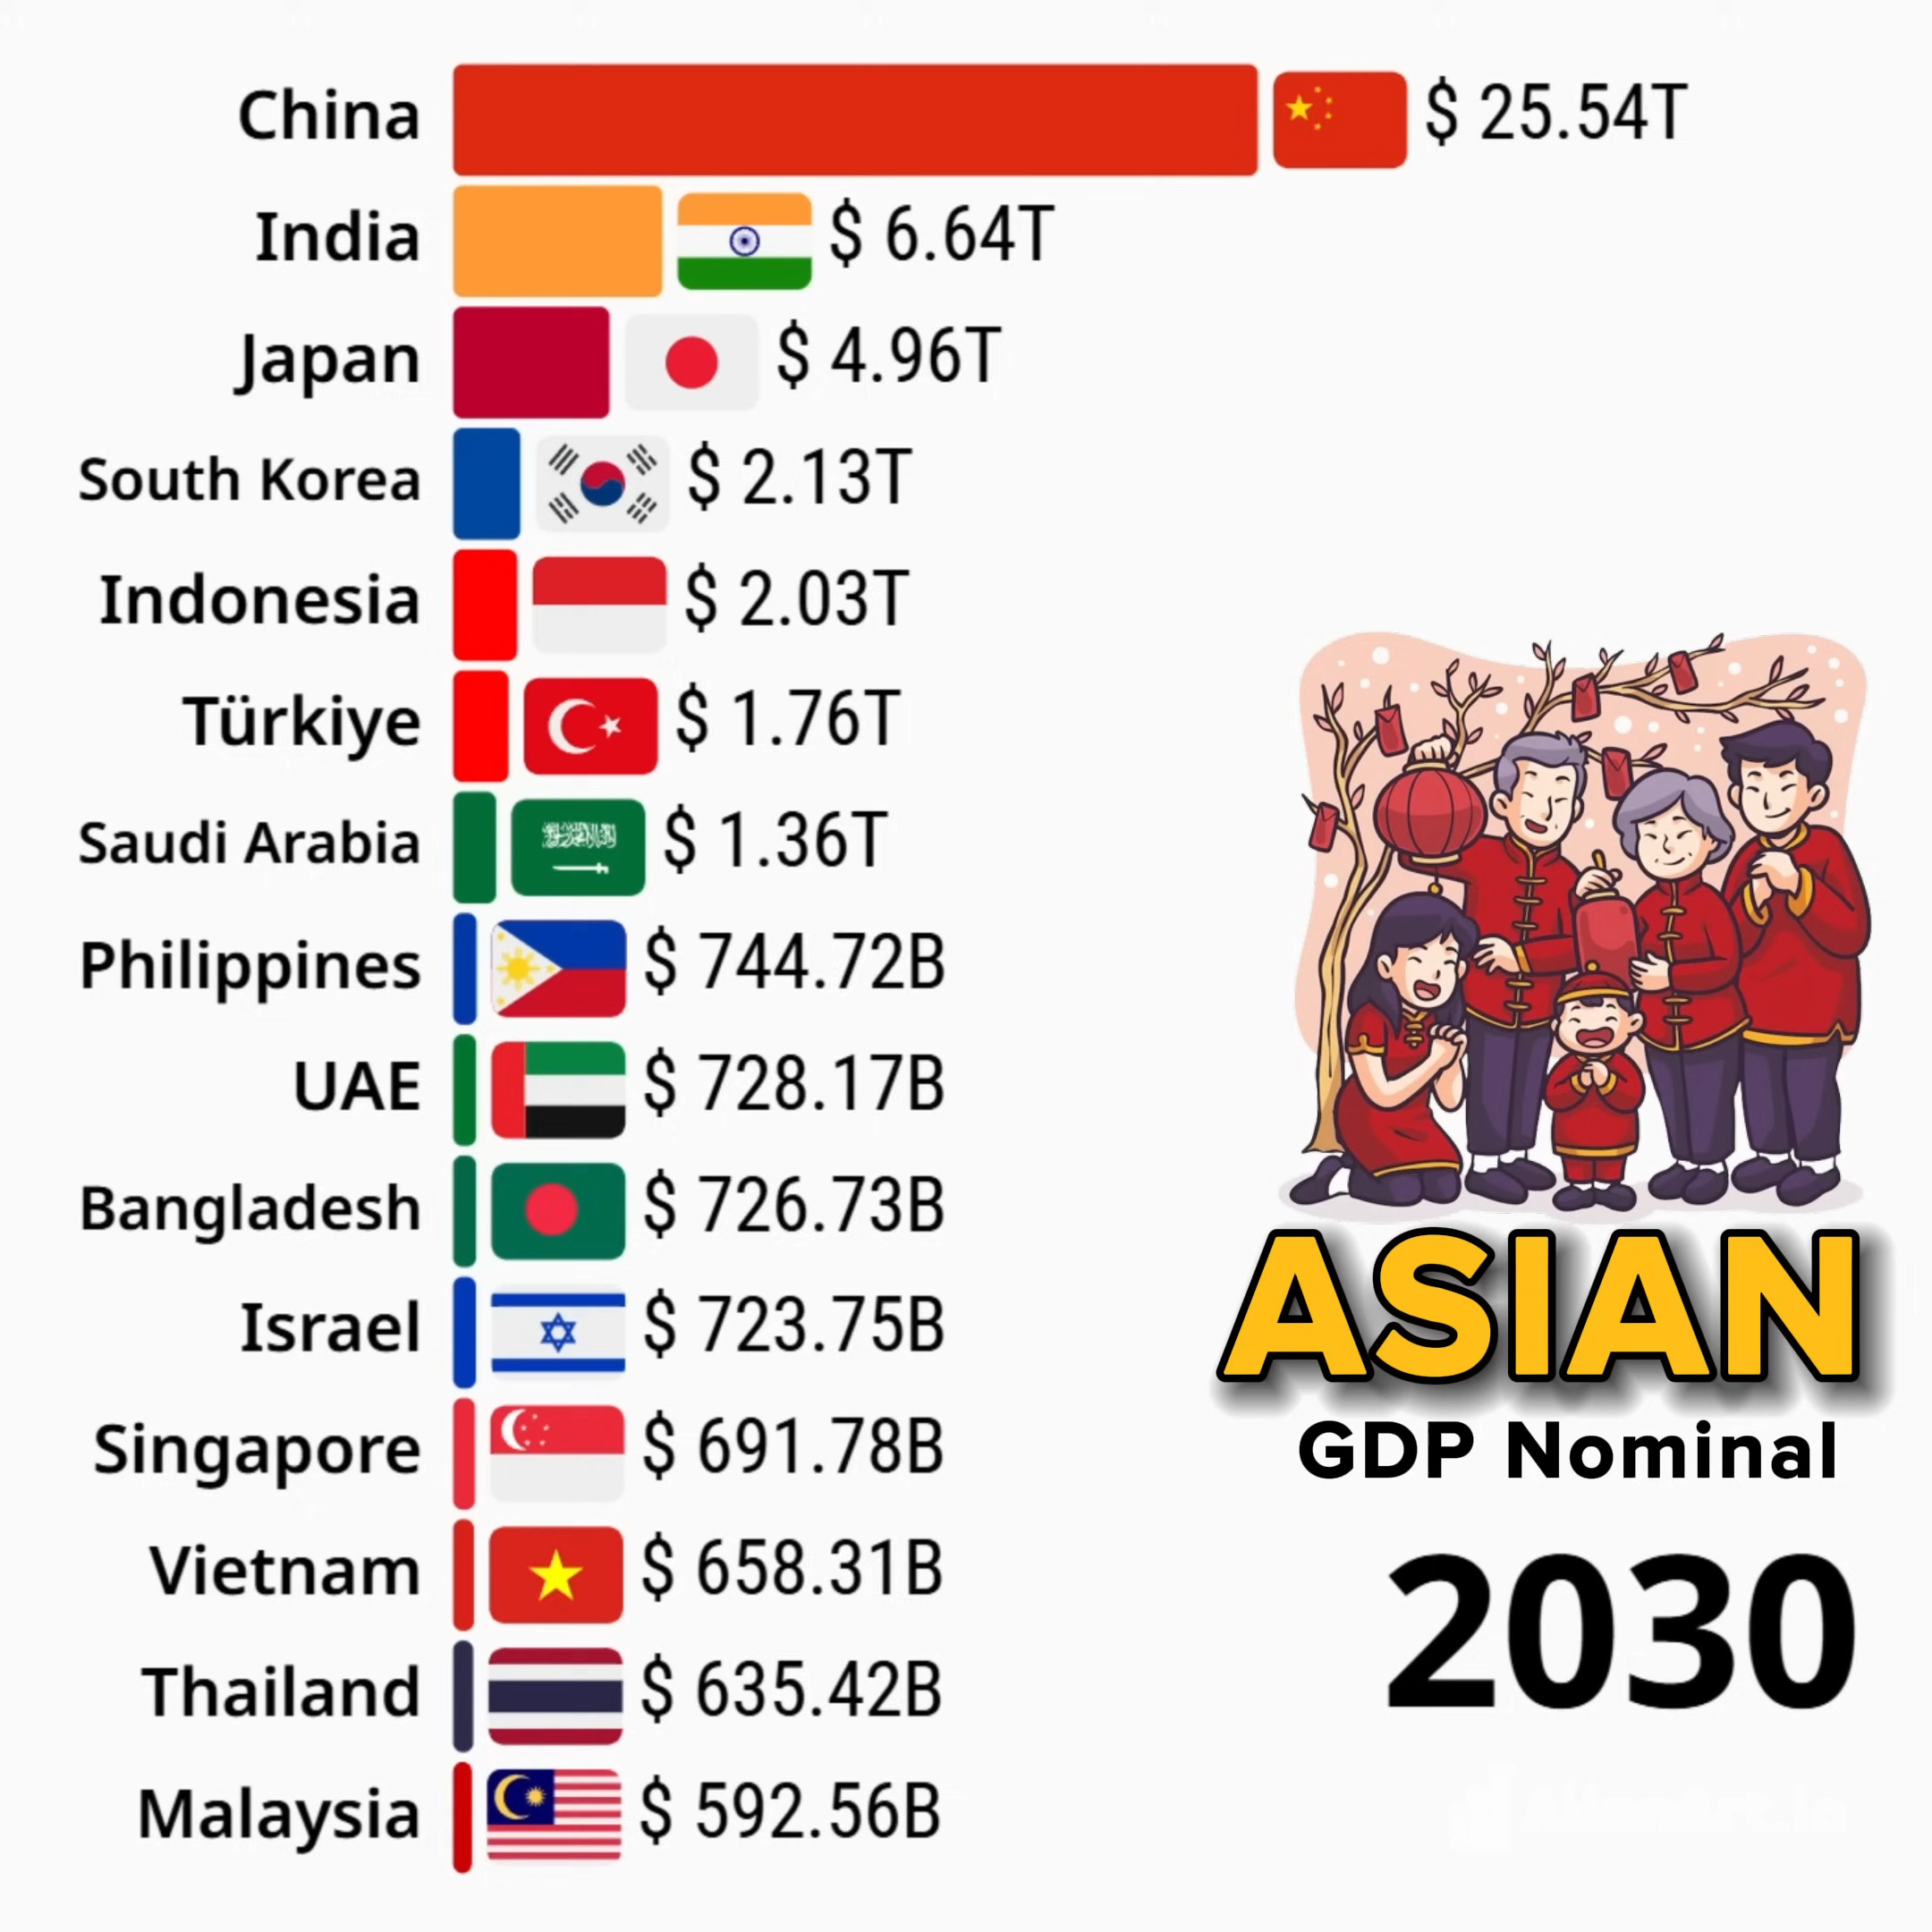 China $ 25.54T
India $ 6.64T
Japan $ 4.96T
South Korea $ 2.13T
Indonesia $ 2.03T
Türkiye $ 1.76T
Saudi Arabia $ 1.36T
Philippines $ 744.72B
UAE $ 728.17B
Bangladesh $ 726.73B
Israel $ 723.75B
Singapore $ 691.78B
Vietnam $ 658.31B
Thailand $ 635.42B
Malaysia $ 592.56B
ASIAN
GDP Nominal
2030